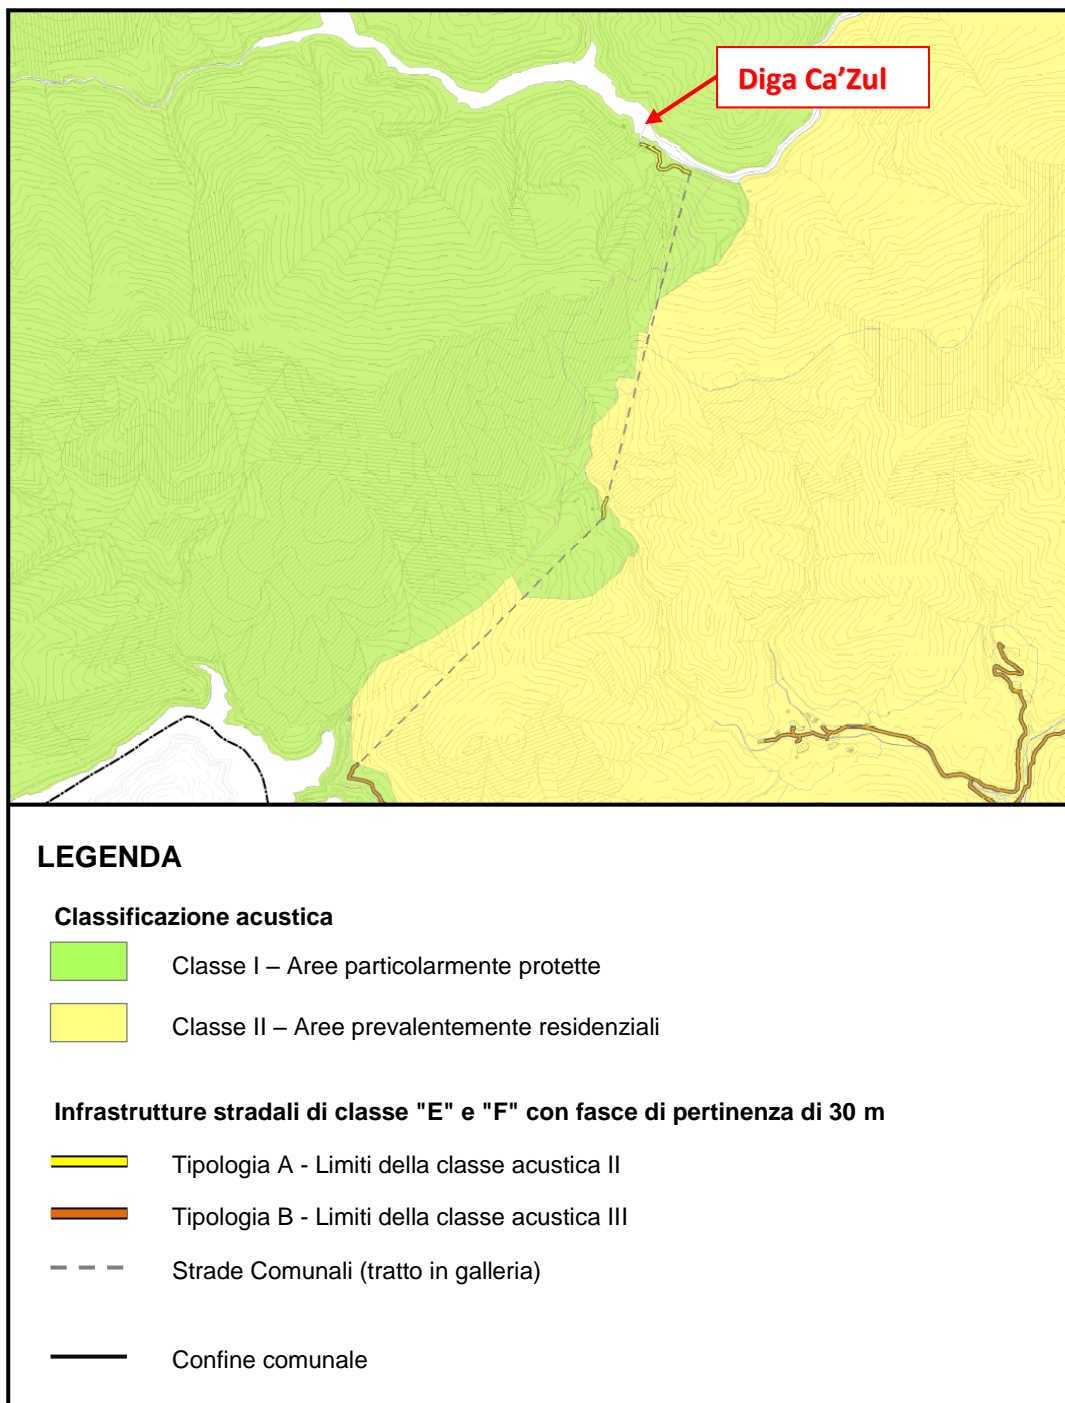 Diga Ca’Zul
LEGENDA
Classificazione acustica
Classe I – Aree particolarmente protette
Classe II – Aree prevalentemente residenziali
Infrastrutture stradali di classe "E" e "F" con fasce di pertinenza di 30 m
Tipologia A - Limiti della classe acustica II
Tipologia B - Limiti della classe acustica III
Strade Comunali (tratto in galleria)
Confine comunale